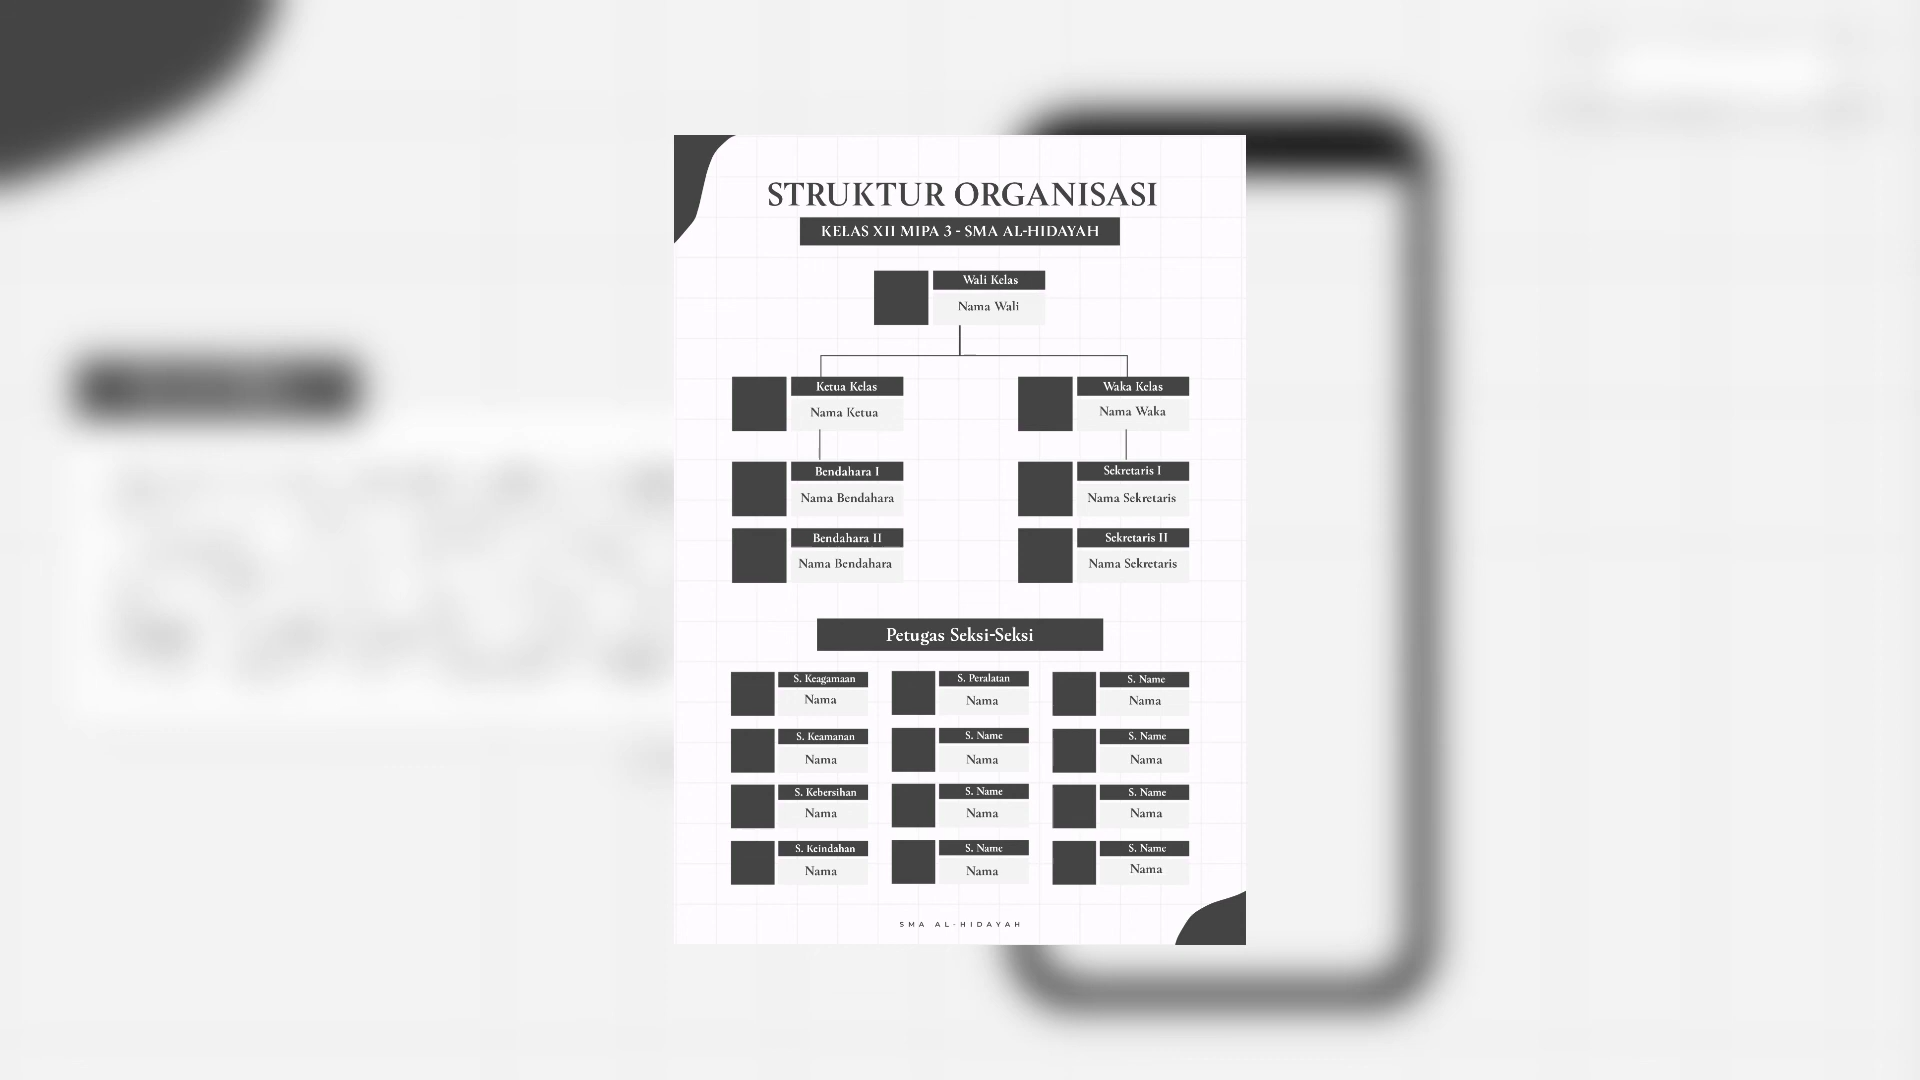 STRUKTUR ORGANISASI
KELAS XII MIPA 3 - SMA AL-HIDAYAH
Wali Kelas
Nama Wali
Ketua Kelas
Nama Ketua
Waka Kelas
Nama Waka
Bendahara I
Nama Bendahara
Sekretaris I
Nama Sekretaris
Bendahara II
Nama Bendahara
Sekretaris II
Nama Sekretaris
Petugas Seksi-Seksi
S. Keagamaan
Nama
S. Peralatan
Nama
S. Name
Nama
S. Keamanan
Nama
S. Name
Nama
S. Name
Nama
S. Kebersihan
Nama
S. Name
Nama
S. Name
Nama
S. Keindahan
Nama
S. Name
Nama
S. Name
Nama
SMA AL-HIDAYAH